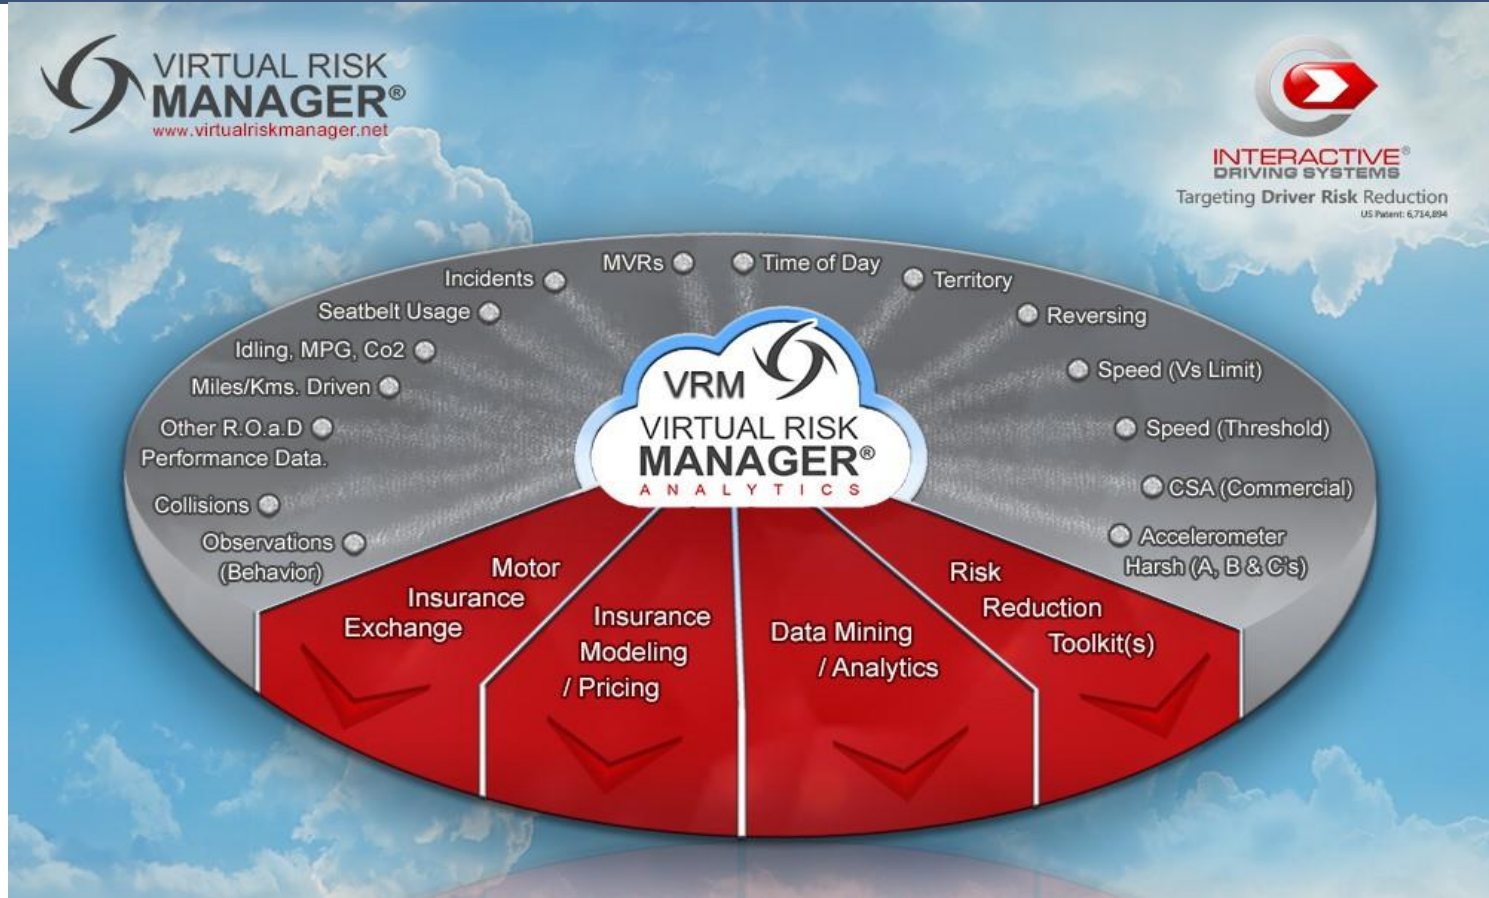 VIRTUAL RISK
MANAGER®
www.virtualriskmanager.net
INTERACTIVE®
DRIVING SYSTEMS
Targeting Driver Risk Reduction
US Patent: 6,714,894
MVRs
Time of Day
Incidents
Territory
Seatbelt Usage
Reversing
Idling, MPG, Co2
Speed (Vs Limit)
Miles/Kms. Driven
Other R.O.a.D
Performance Data.
Speed (Threshold)
Collisions
CSA (Commercial)
Observations
(Behavior)
Accelerometer
Harsh (A, B & C's)
VRM
VIRTUAL RISK
MANAGER®
ANALYTICS
Motor
Insurance
Exchange
Insurance
Modeling
/ Pricing
Data Mining
/ Analytics
Risk
Reduction
Toolkit(s)